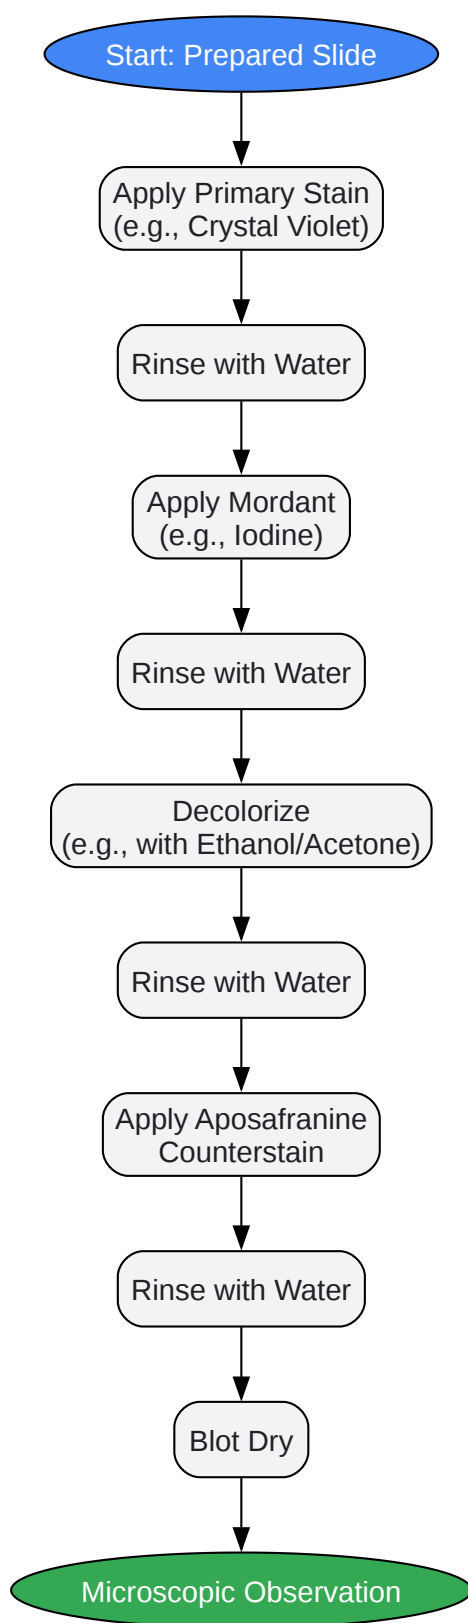 Start: Prepared Slide
Apply Primary Stain
(e.g., Crystal Violet)
Rinse with Water
Apply Mordant
(e.g., Iodine)
Rinse with Water
Decolorize
(e.g., with Ethanol/Acetone)
Rinse with Water
Apply Aposafranine
Counterstain
Rinse with Water
Blot Dry
Microscopic Observation